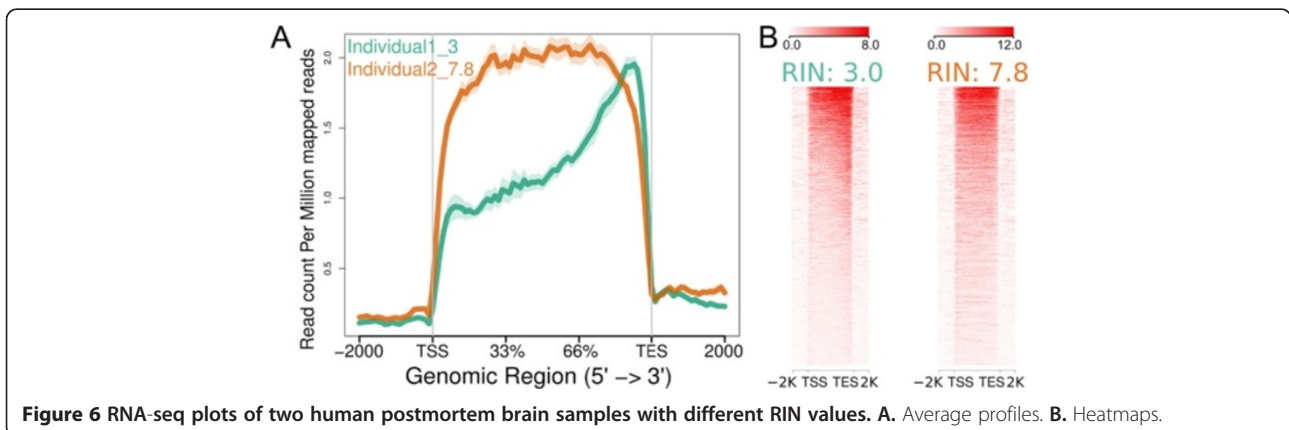 A
Individual1_3
Individual2_7.8
Read count Per Million mapped reads
2.0
1.5
1.0
0.5
−2000 TSS 33% 66% TES 2000
Genomic Region (5' −> 3')
B
0.0 8.0
RIN: 3.0
−2K TSS TES 2K
0.0 12.0
RIN: 7.8
−2K TSS TES 2K
Figure 6 RNA-seq plots of two human postmortem brain samples with different RIN values. A. Average profiles. B. Heatmaps.